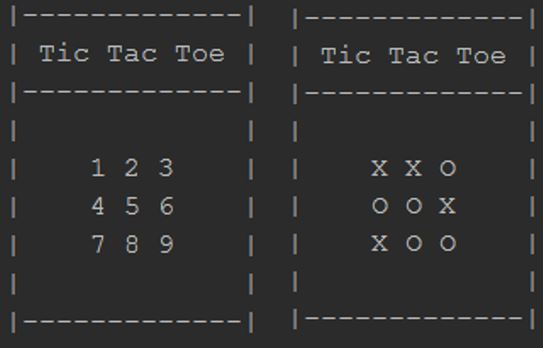 |-------------|
| Tic Tac Toe |
|-------------|
|             |
|    1 2 3    |
|    4 5 6    |
|    7 8 9    |
|             |
|-------------|
|-------------|
| Tic Tac Toe |
|-------------|
|             |
|    X X O    |
|    O O X    |
|    X O O    |
|             |
|-------------|